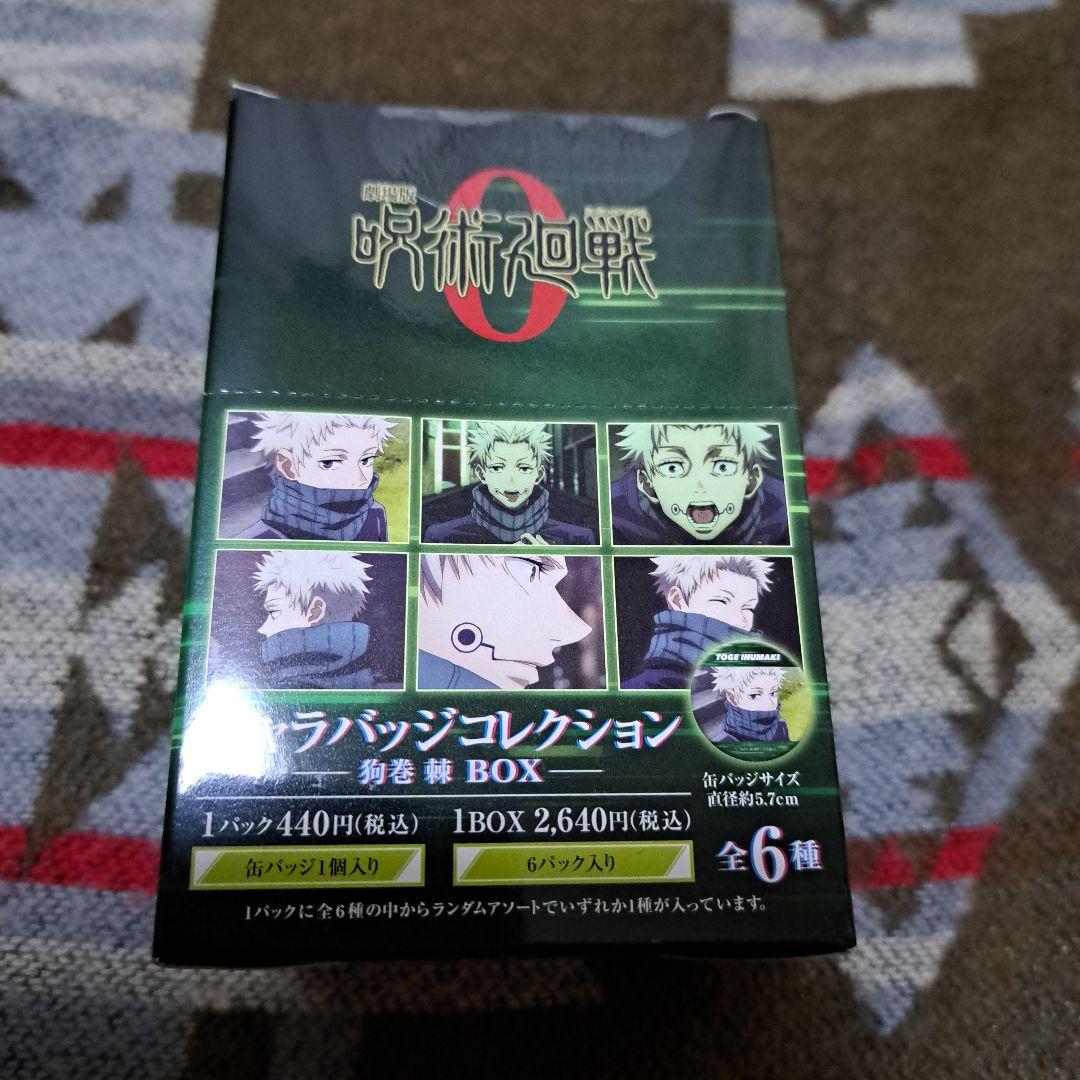 劇場版
呪術廻戦
0
TOGE INUMAKI
ラバッジコレクション
狗巻 棘 BOX
缶バッジサイズ
直径約5.7cm
1パック440円(税込)
1BOX 2,640円(税込)
缶バッジ1個入り
6パック入り
全6種
1パックに全6種の中からランダムアソートでいずれか1種が入っています。